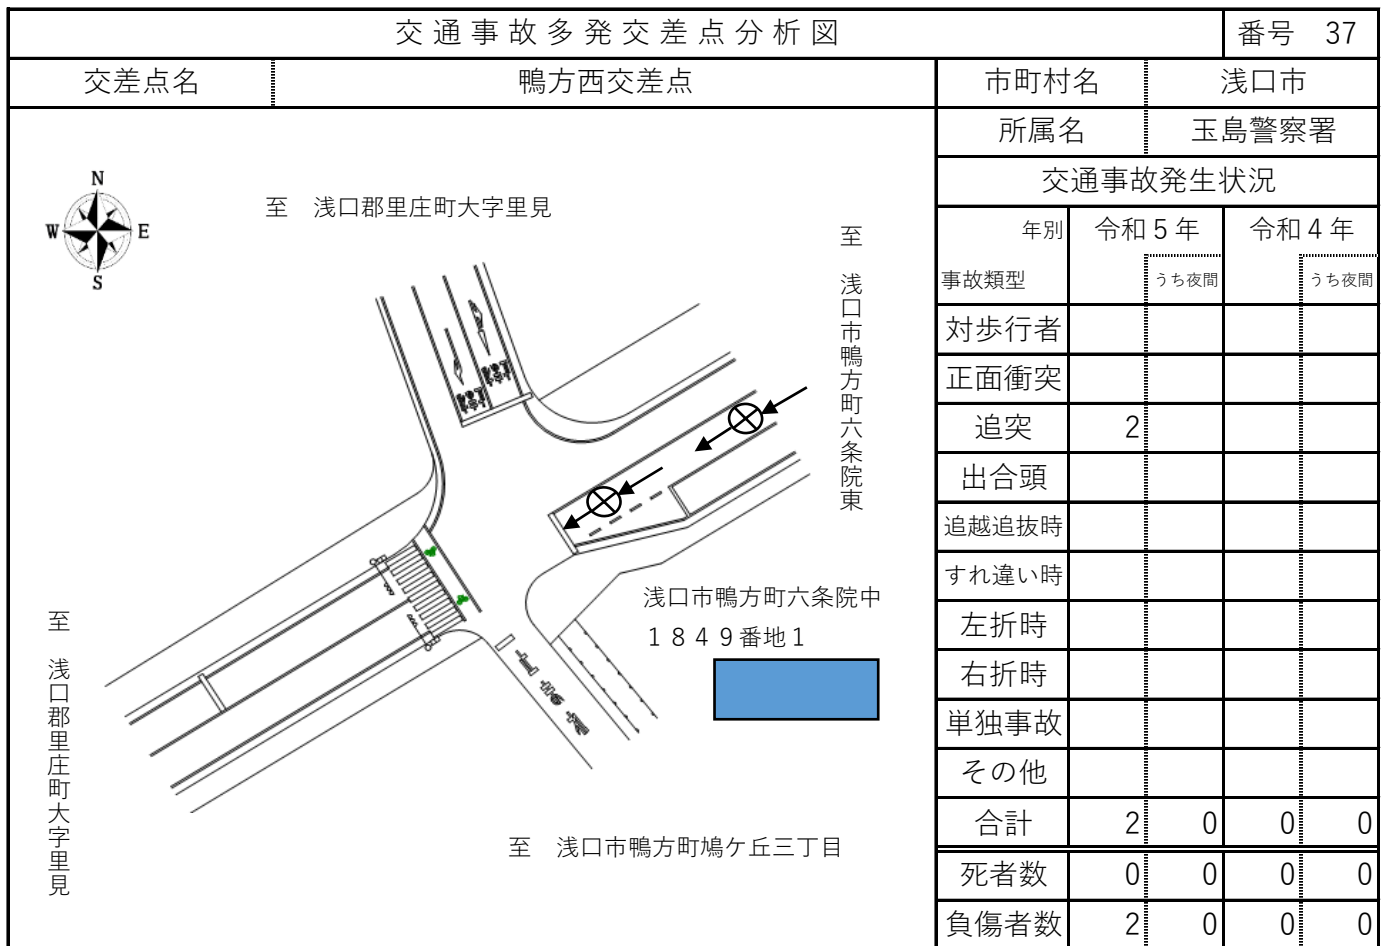 交通事故多発交差点分析図
番号 37
交差点名 鴨方西交差点
市町村名 浅口市
所属名 玉島警察署
交通事故発生状況
年別 令和５年 令和４年
事故類型 うち夜間 うち夜間
対歩行者
正面衝突
追突 2
出合頭
追越追抜時
すれ違い時
左折時
右折時
単独事故
その他
合計 2 0 0 0
死者数 0 0 0 0
負傷者数 2 0 0 0
N
W E
S
至 浅口郡里庄町大字里見
至 浅口市鴨方町六条院東
浅口市鴨方町六条院中
１８４９番地１
至 浅口郡里庄町大字里見
至 浅口市鴨方町鳩ケ丘三丁目